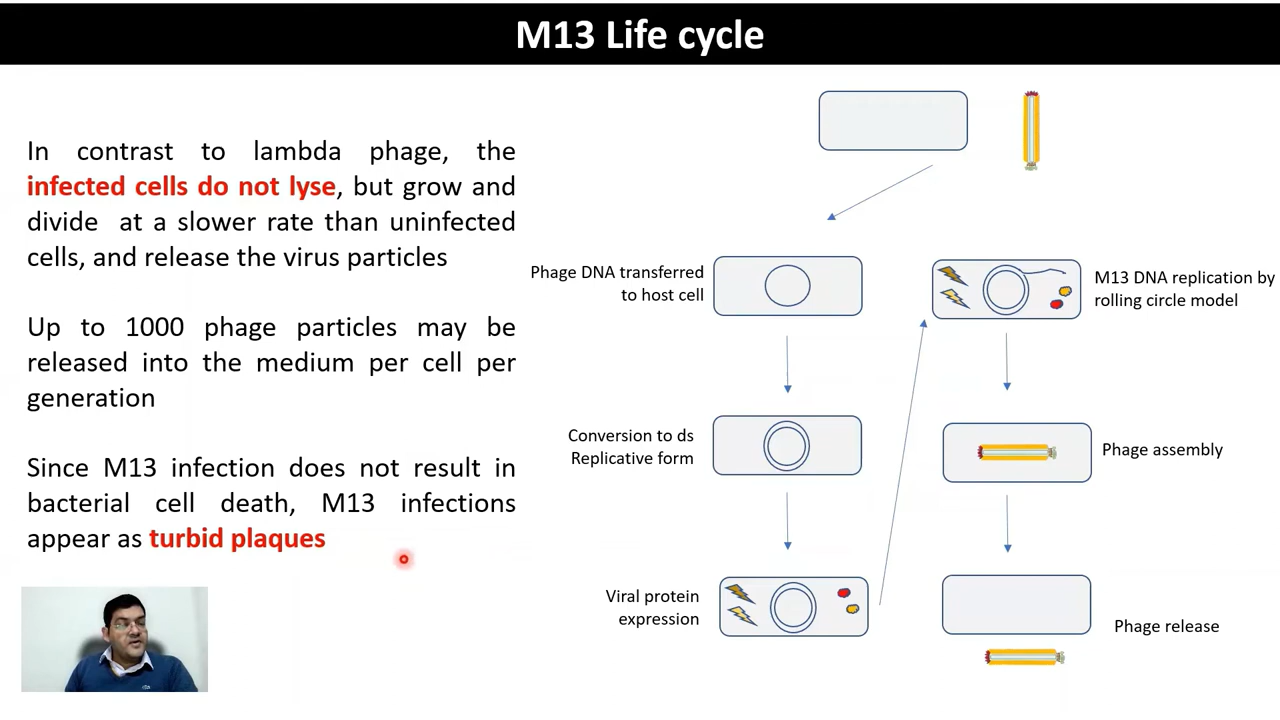 M13 Life cycle
In contrast to lambda phage, the
infected cells do not lyse, but grow and
divide at a slower rate than uninfected
cells, and release the virus particles
Up to 1000 phage particles may be
released into the medium per cell per
generation
Since M13 infection does not result in
bacterial cell death, M13 infections
appear as turbid plaques
Phage DNA transferred
to host cell
Conversion to ds
Replicative form
Viral protein
expression
M13 DNA replication by
rolling circle model
Phage assembly
Phage release